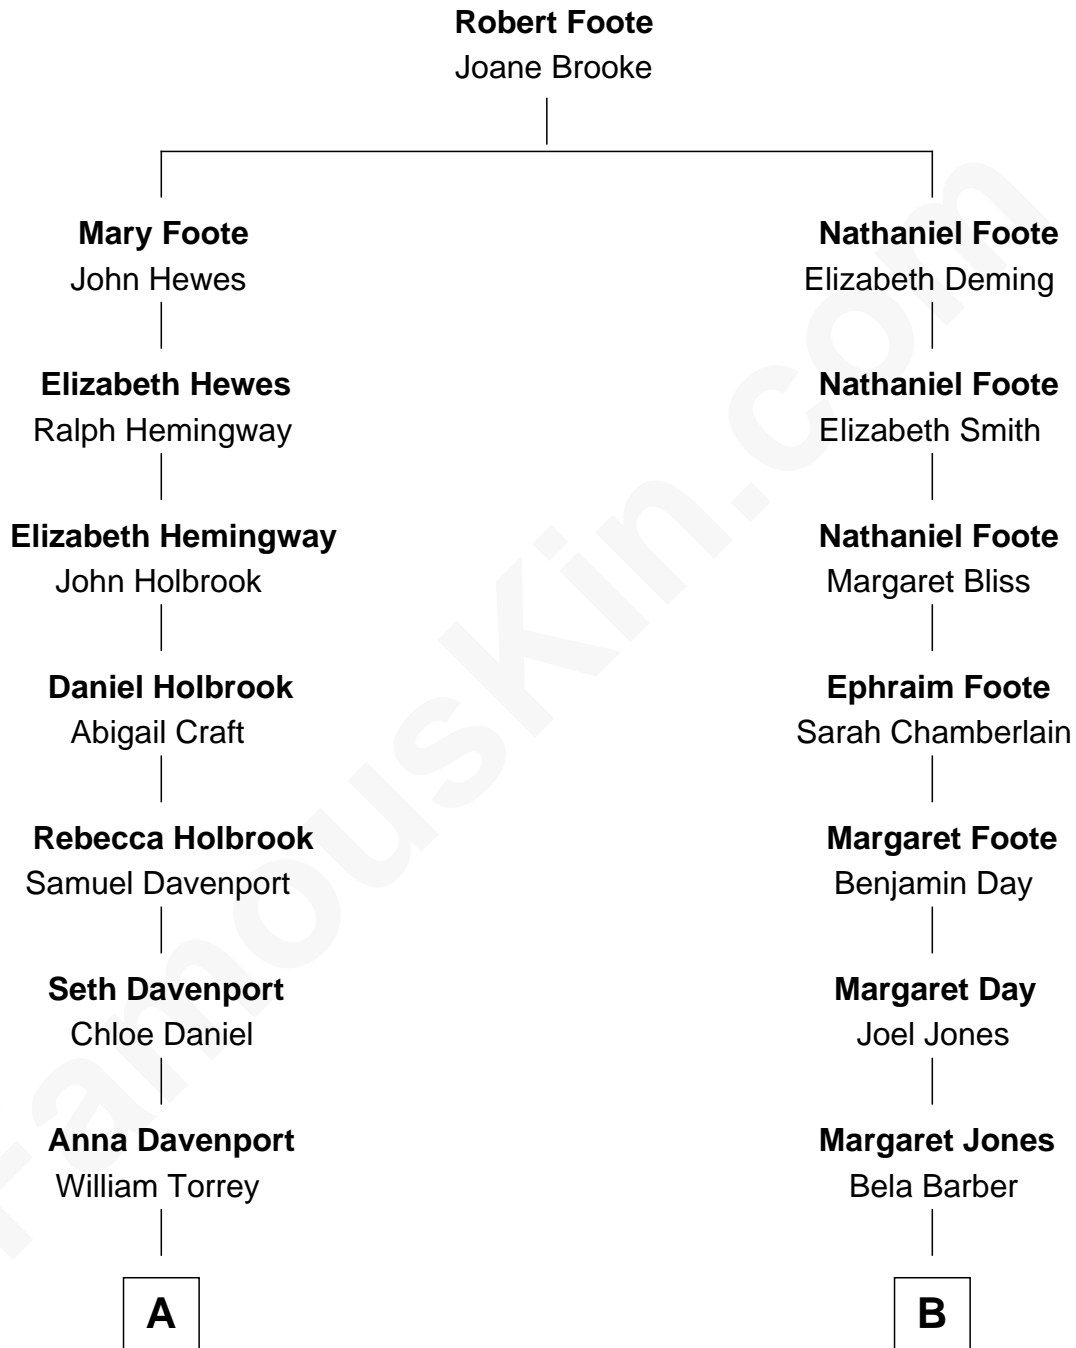 Robert Foote
Joane Brooke
Mary Foote
John Hewes
Nathaniel Foote
Elizabeth Deming
Elizabeth Hewes
Ralph Hemingway
Nathaniel Foote
Elizabeth Smith
Elizabeth Hemingway
John Holbrook
Nathaniel Foote
Margaret Bliss
Daniel Holbrook
Abigail Craft
Ephraim Foote
Sarah Chamberlain
Rebecca Holbrook
Samuel Davenport
Margaret Foote
Benjamin Day
Seth Davenport
Chloe Daniel
Margaret Day
Joel Jones
Anna Davenport
William Torrey
Margaret Jones
Bela Barber
A
B
FamousKin.com